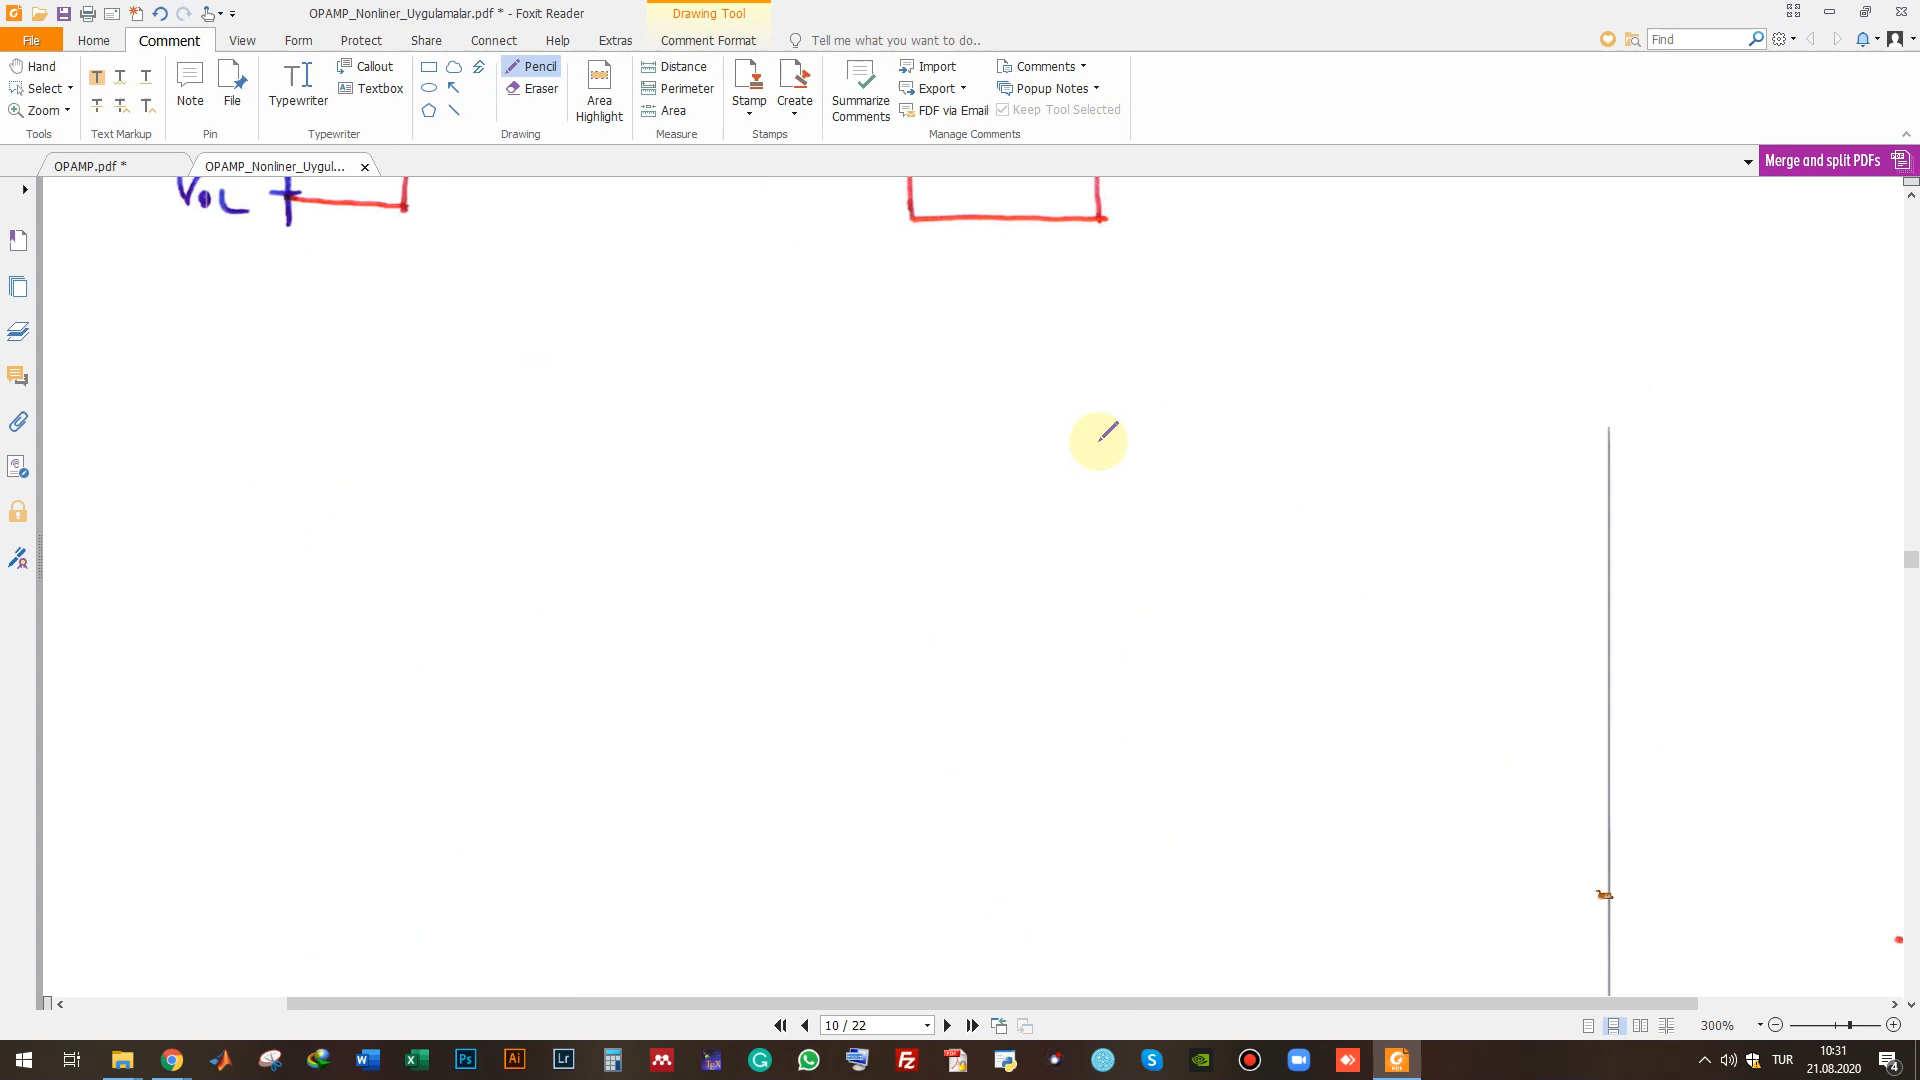 OPAMP_Nonliner_Uygulamalar.pdf * - Foxit Reader
Drawing Tool
File Home Comment View Form Protect Share Connect Help Extras Comment Format Tell me what you want to do.. Find
Hand
Select
Zoom
Tools
Text Markup
Note
File
Pin
Typewriter
Callout
Textbox
Typewriter
Pencil
Eraser
Drawing
Area
Highlight
Distance
Perimeter
Area
Measure
Stamp
Create
Stamps
Summarize
Comments
Import
Export
FDF via Email
Comments
Popup Notes
Keep Tool Selected
Manage Comments
OPAMP.pdf *
OPAMP_Nonliner_Uygul...
Merge and split PDFs
VOL
10 / 22
300%
TUR
10:31
21.08.2020
4